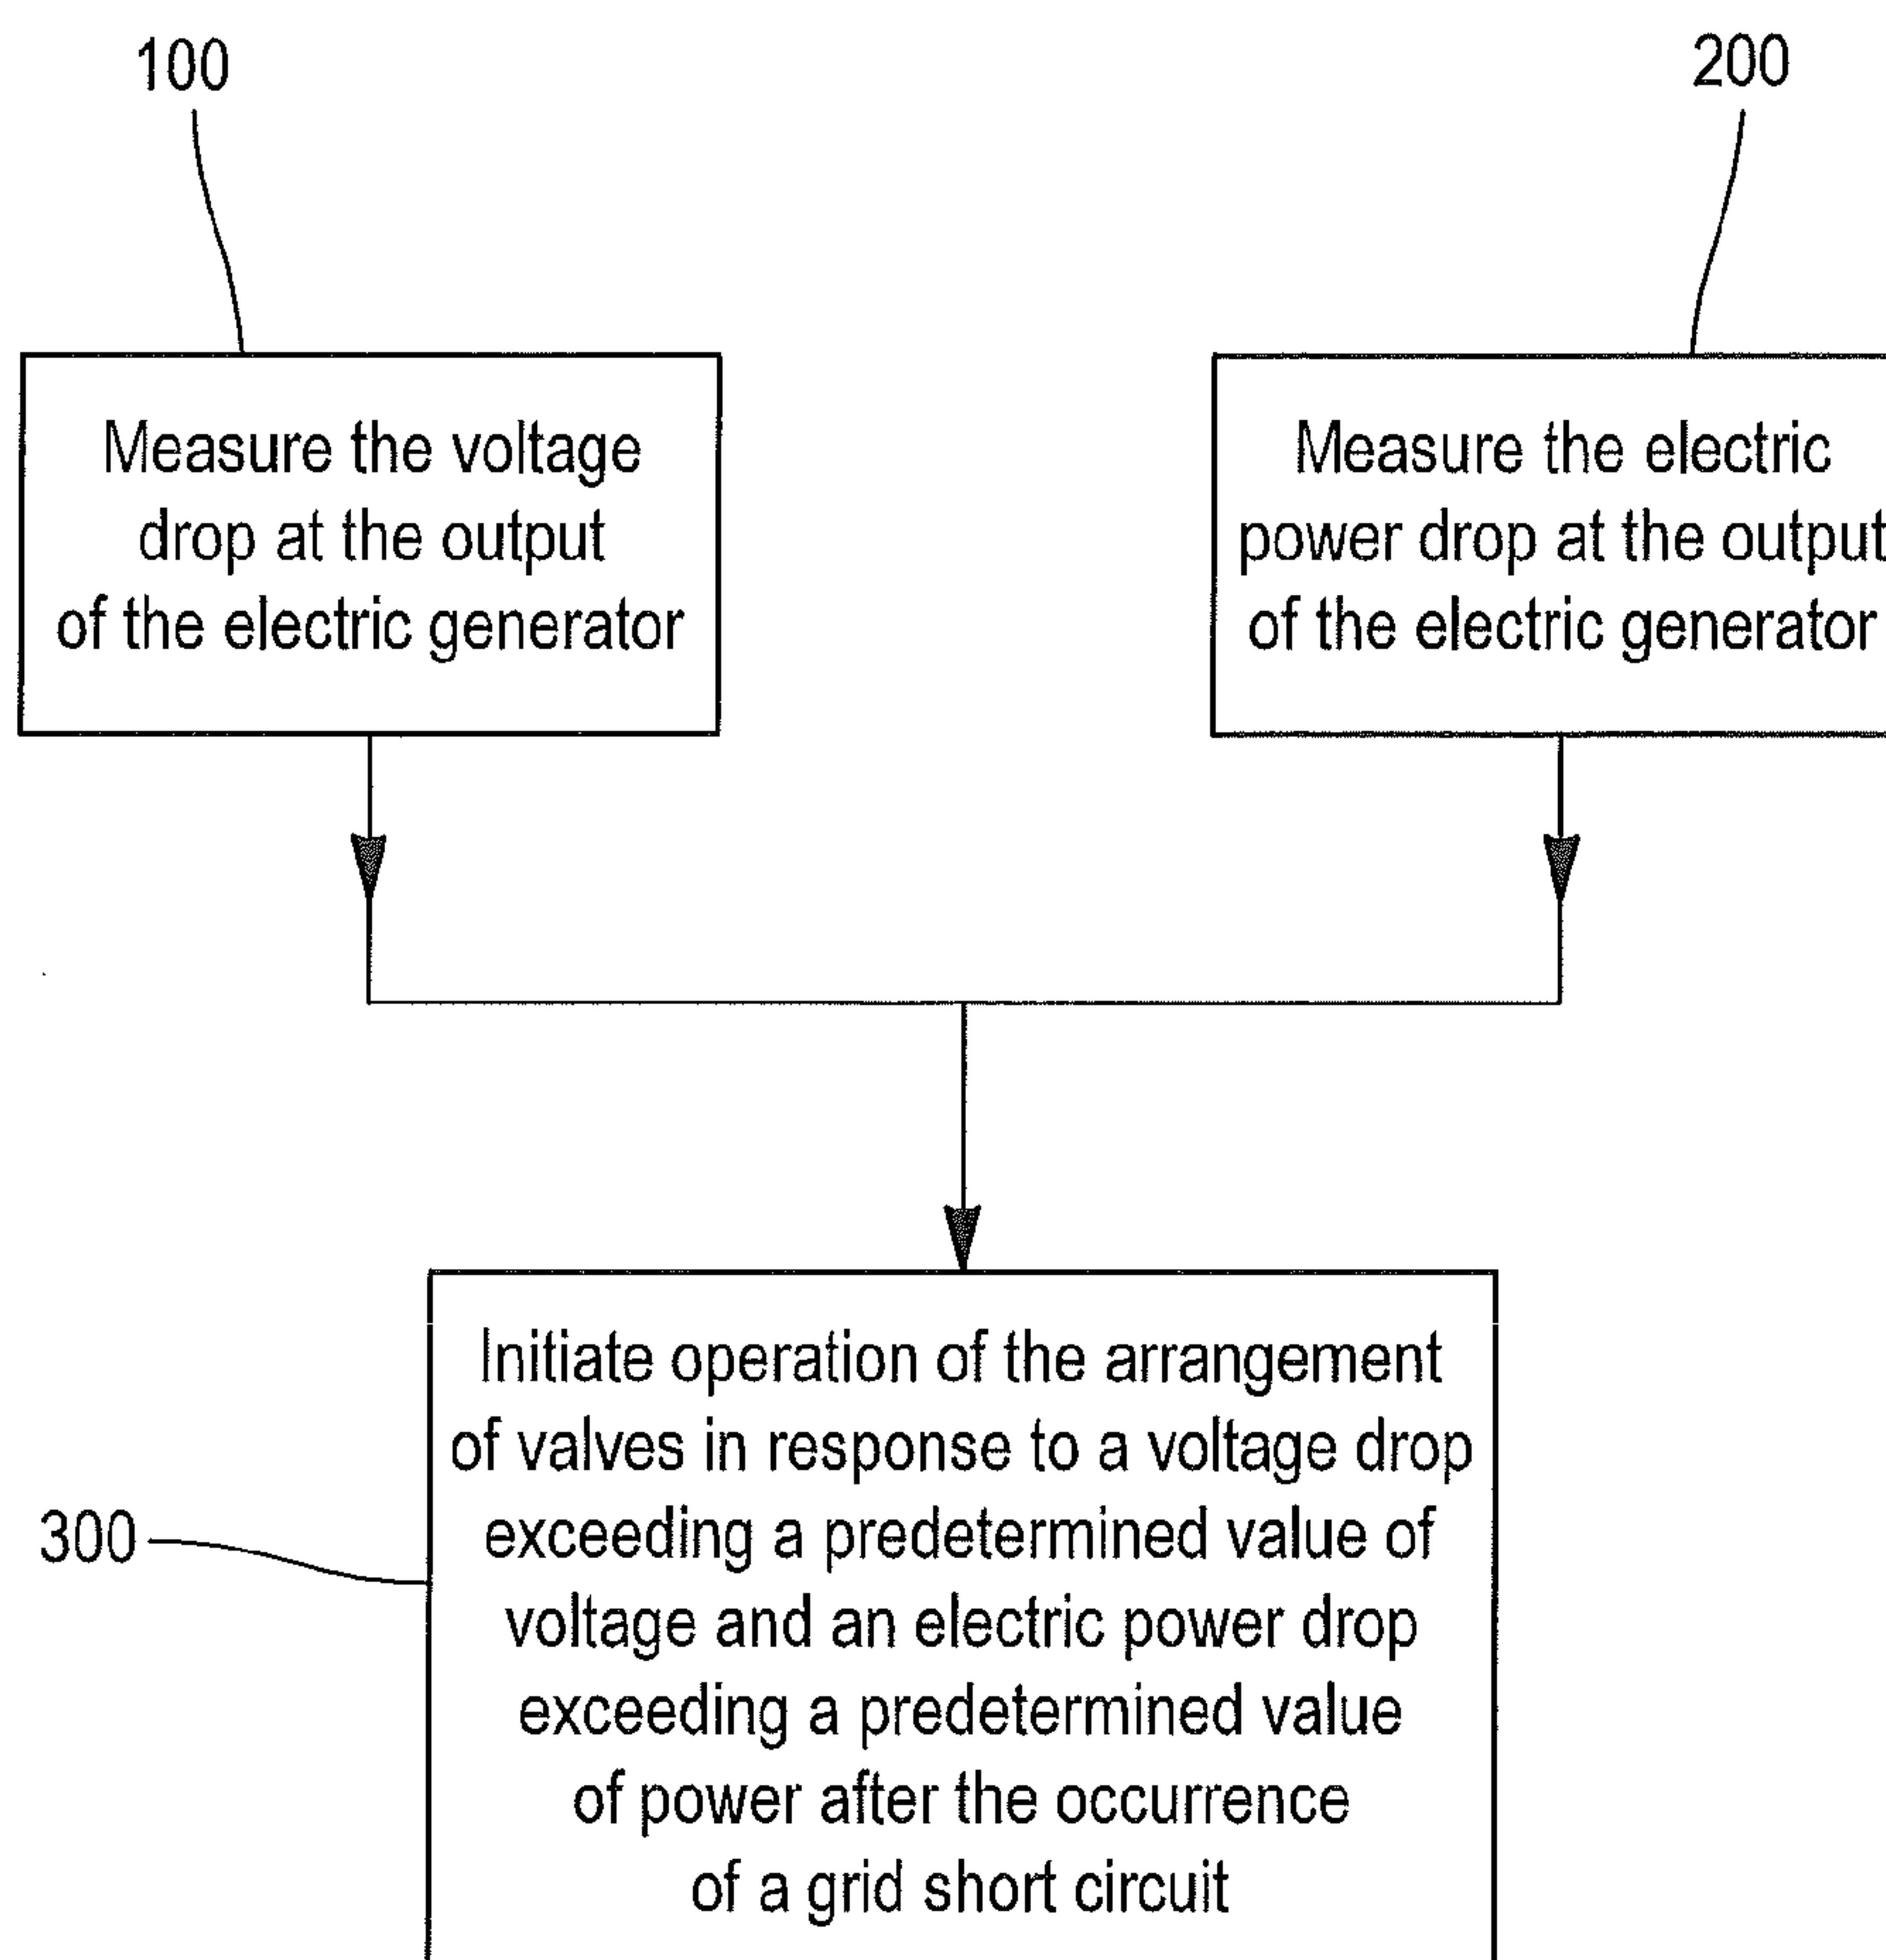 100
200
Measure the voltage
drop at the output
of the electric generator
Measure the electric
power drop at the output
of the electric generator
300
Initiate operation of the arrangement
of valves in response to a voltage drop
exceeding a predetermined value of
voltage and an electric power drop
exceeding a predetermined value
of power after the occurrence
of a grid short circuit